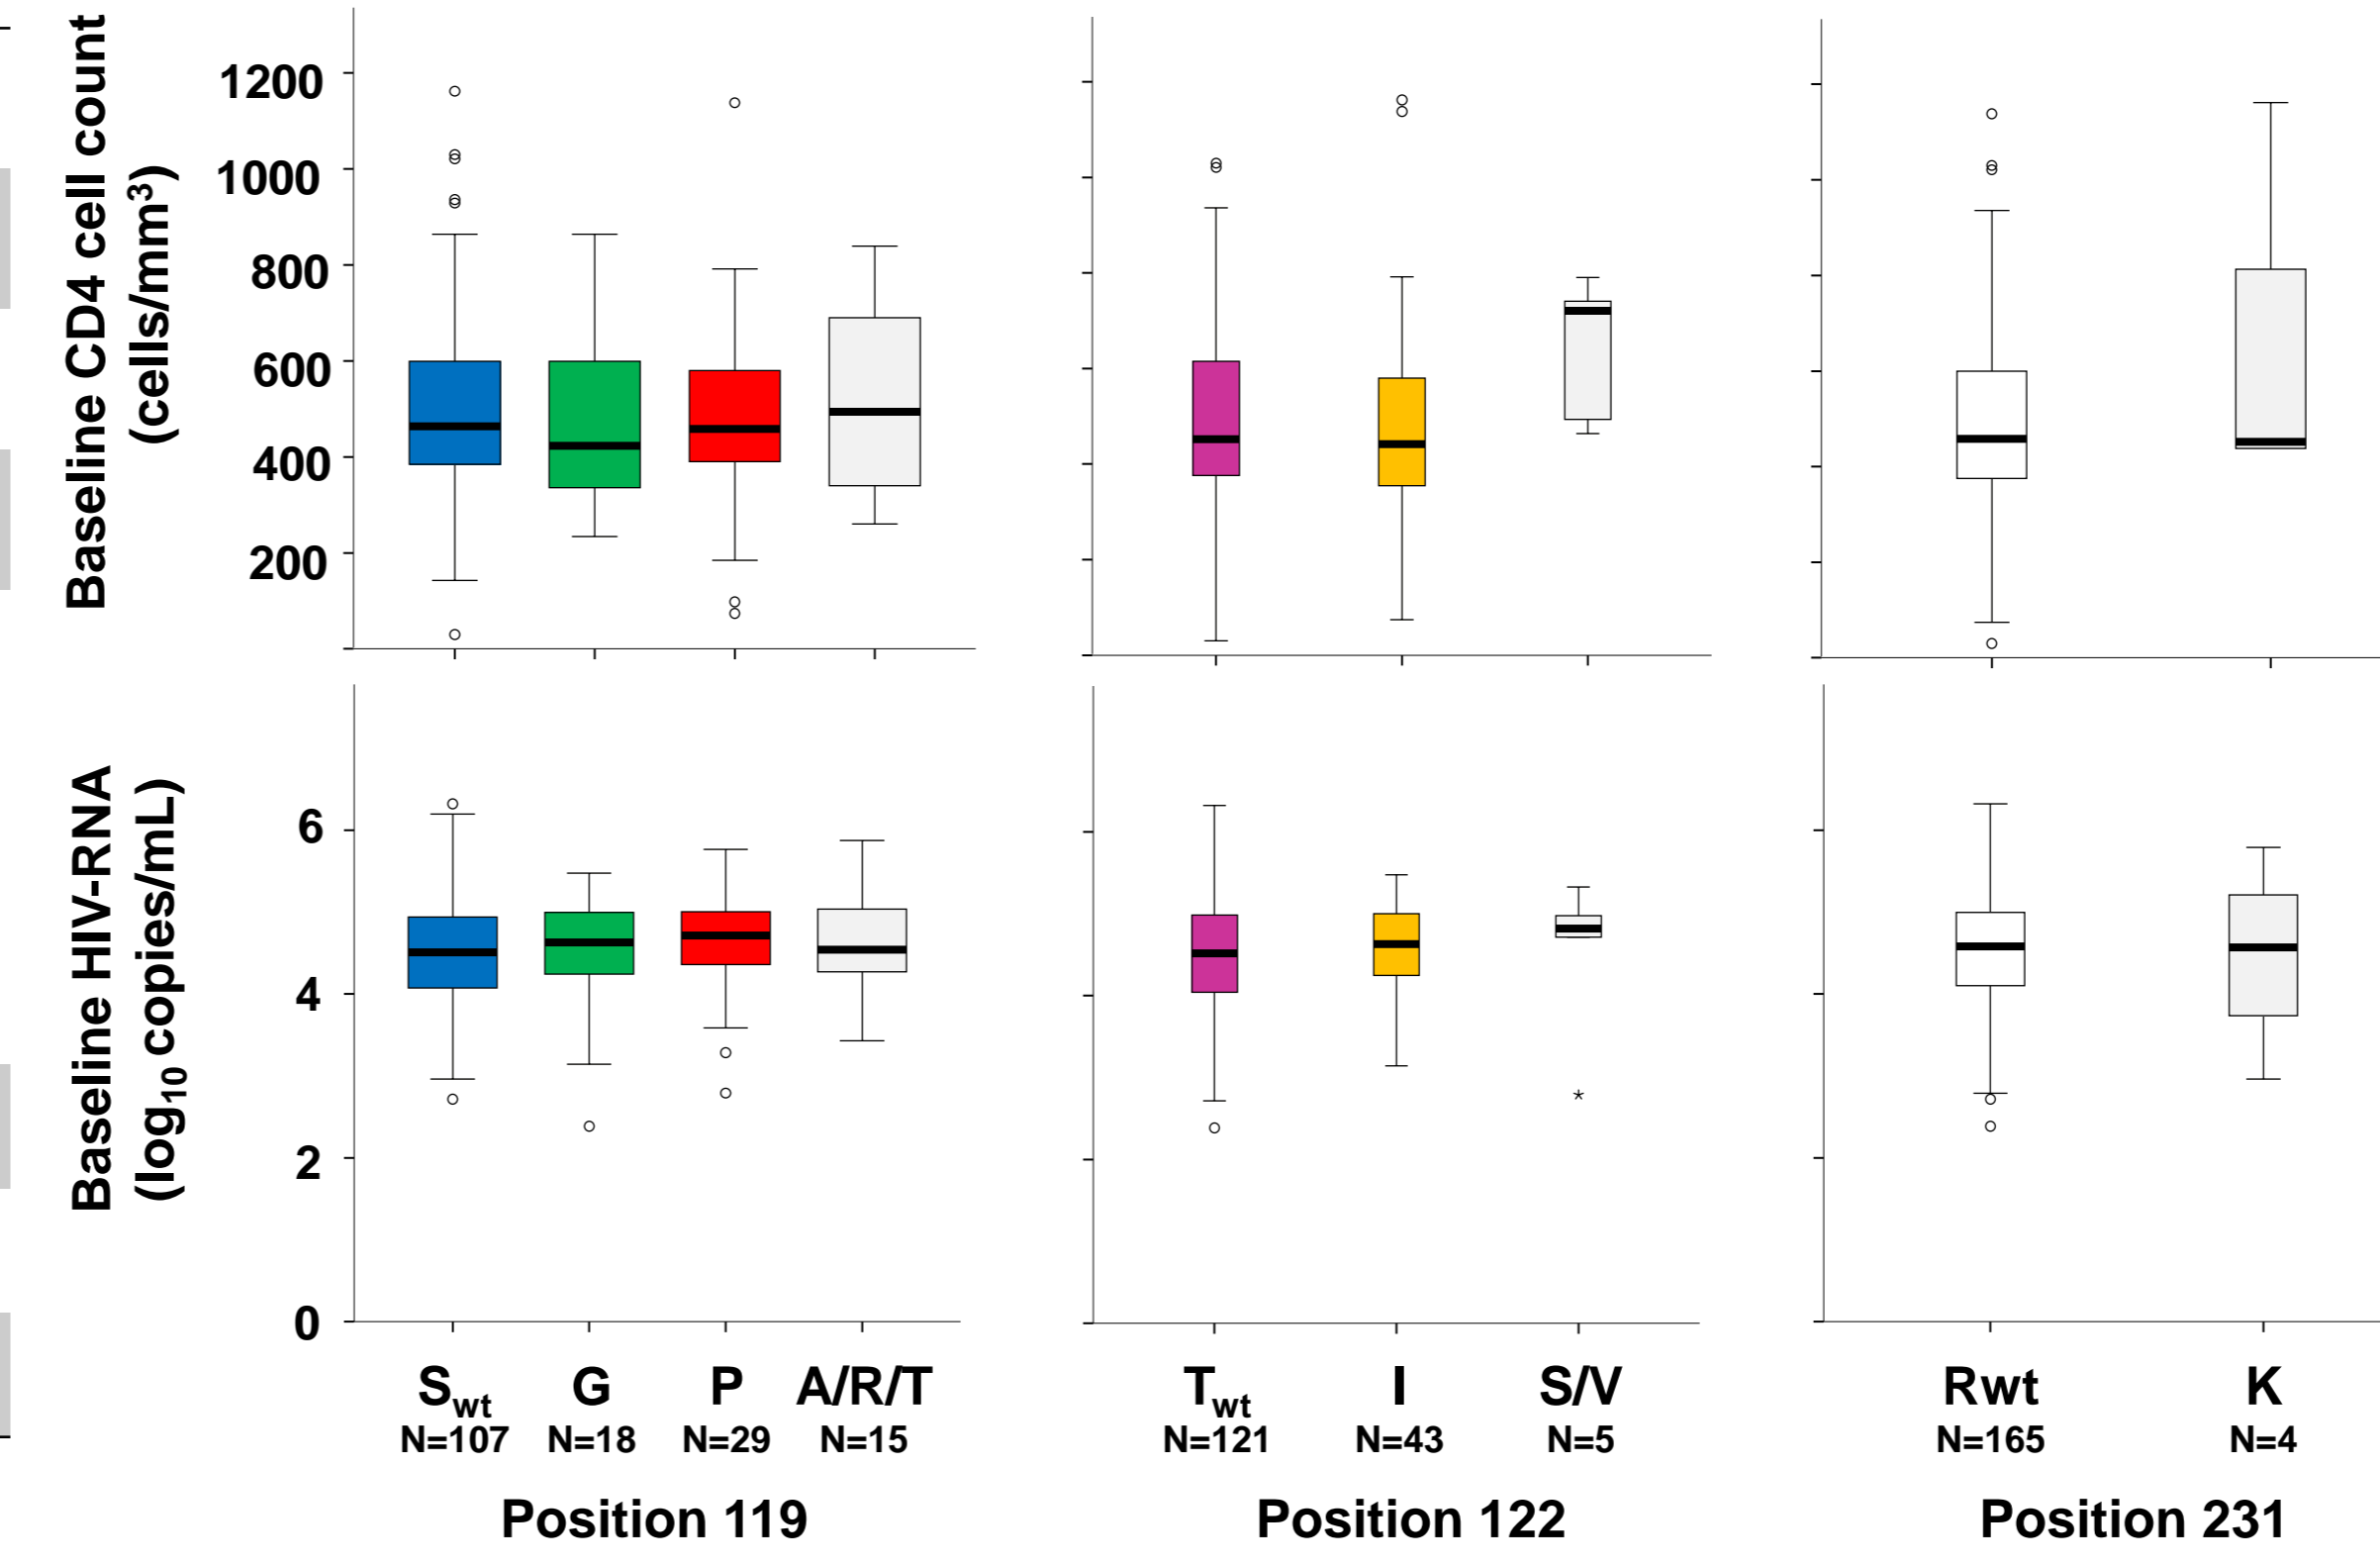 Baseline CD4 cell count
(cells/mm³)
1200
1000
800
600
400
200
Baseline HIV-RNA
(log₁₀ copies/mL)
6
4
2
0
Swt G P A/R/T
N=107 N=18 N=29 N=15
Position 119
Twt I S/V
N=121 N=43 N=5
Position 122
Rwt K
N=165 N=4
Position 231